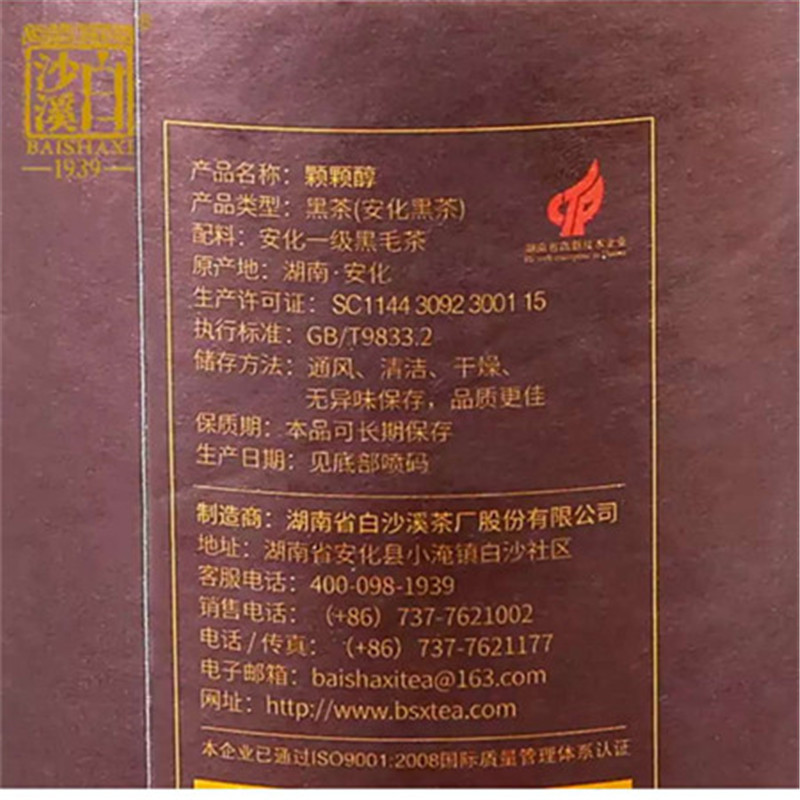 白沙溪
BAISHAXI
1939
产品名称：颗颗醇
产品类型：黑茶(安化黑茶)
配料：安化一级黑毛茶
原产地：湖南·安化
生产许可证：SC1144 3092 3001 15
执行标准：GB/T9833.2
储存方法：通风、清洁、干燥、
无异味保存，品质更佳
保质期：本品可长期保存
生产日期：见底部喷码
湖南省高新技术企业
制造商：湖南省白沙溪茶厂股份有限公司
地址：湖南省安化县小淹镇白沙社区
客服电话：400-098-1939
销售电话：（+86）737-7621002
电话/传真：（+86）737-7621177
电子邮箱：baishaxitea@163.com
网址：http://www.bsxtea.com
本企业已通过ISO9001:2008国际质量管理体系认证